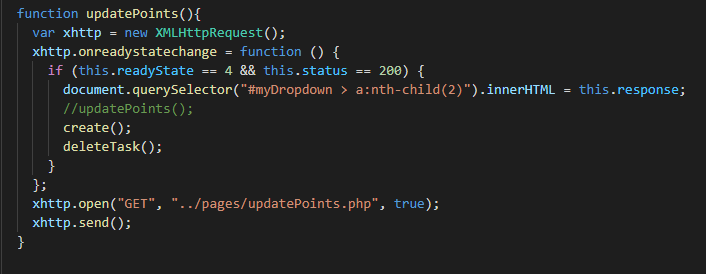 function updatePoints(){
var xhttp = new XMLHttpRequest();
xhttp.onreadystatechange = function () {
if (this.readyState == 4 && this.status == 200) {
document.querySelector("#myDropdown > a:nth-child(2)").innerHTML = this.response;
//updatePoints();
create();
deleteTask();
}
};
xhttp.open("GET", "../pages/updatePoints.php", true);
xhttp.send();
}